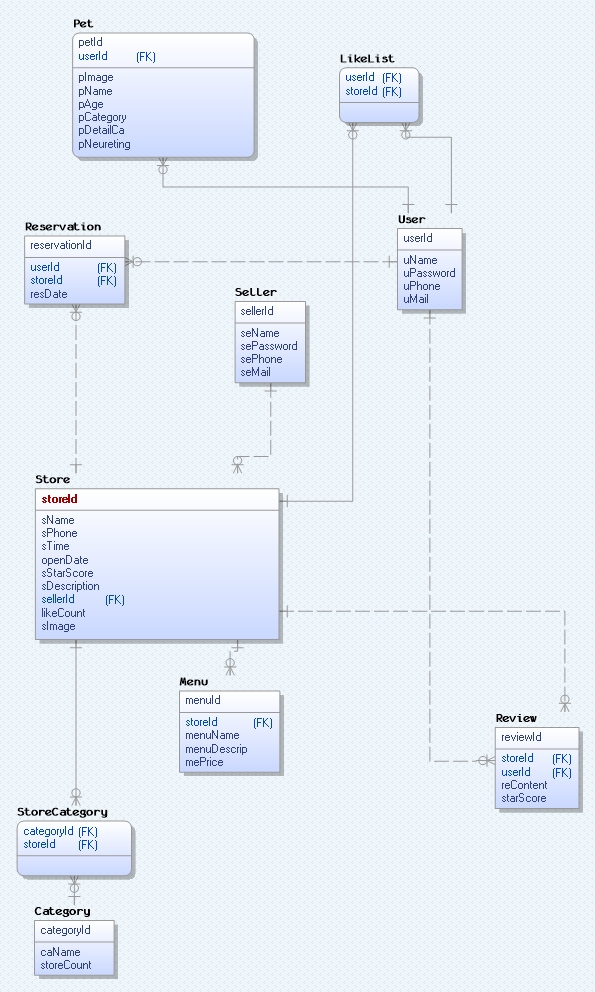 Pet
petId
userId (FK)
pImage
pName
pAge
pCategory
pDetailCa
pNeureting
LikeList
userId (FK)
storeId (FK)
User
userId
uName
uPassword
uPhone
uMail
Reservation
reservationId
userId (FK)
storeId (FK)
resDate
Seller
sellerId
seName
sePassword
sePhone
seMail
Store
storeId
sName
sPhone
sTime
openDate
sStarScore
sDescription
sellerId (FK)
likeCount
sImage
Menu
menuId
storeId (FK)
menuName
menuDescrip
mePrice
Review
reviewId
storeId (FK)
userId (FK)
reContent
starScore
StoreCategory
categoryId (FK)
storeId (FK)
Category
categoryId
caName
storeCount